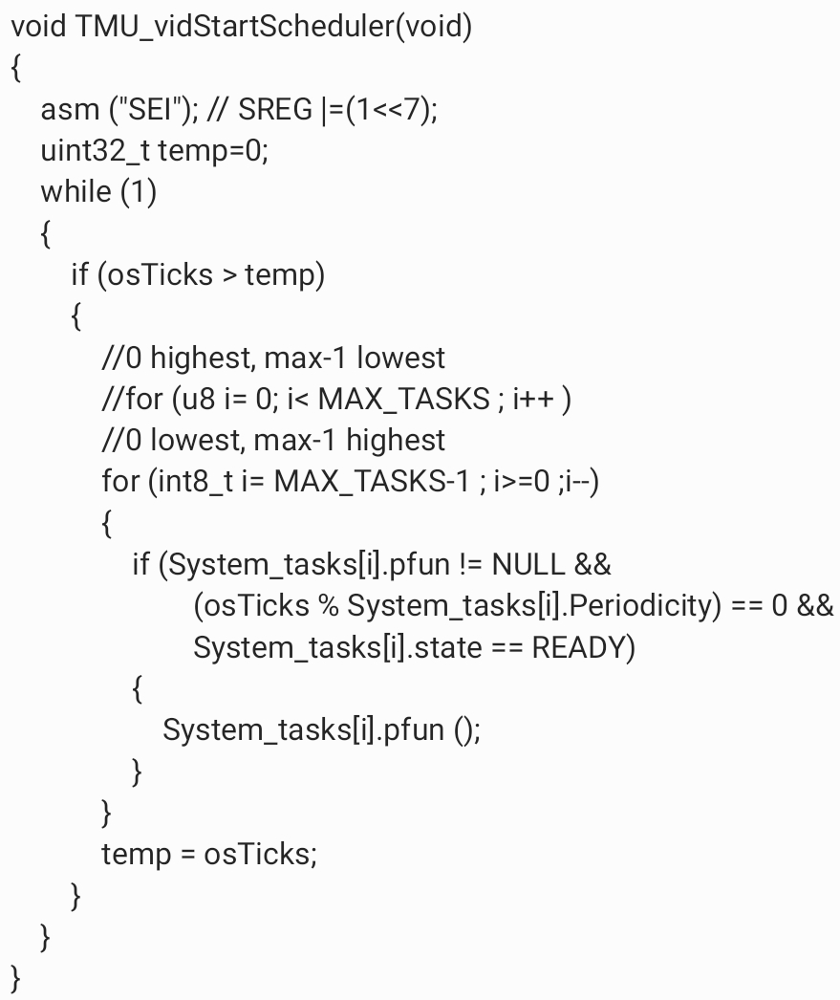 void TMU_vidStartScheduler(void)
{
asm ("SEI"); // SREG |=(1<<7);
uint32_t temp=0;
while (1)
{
if (osTicks > temp)
{
//0 highest, max-1 lowest
//for (u8 i= 0; i< MAX_TASKS ; i++ )
//0 lowest, max-1 highest
for (int8_t i= MAX_TASKS-1 ; i>=0 ;i--)
{
if (System_tasks[i].pfun != NULL &&
(osTicks % System_tasks[i].Periodicity) == 0 &&
System_tasks[i].state == READY)
{
System_tasks[i].pfun ();
}
}
temp = osTicks;
}
}
}